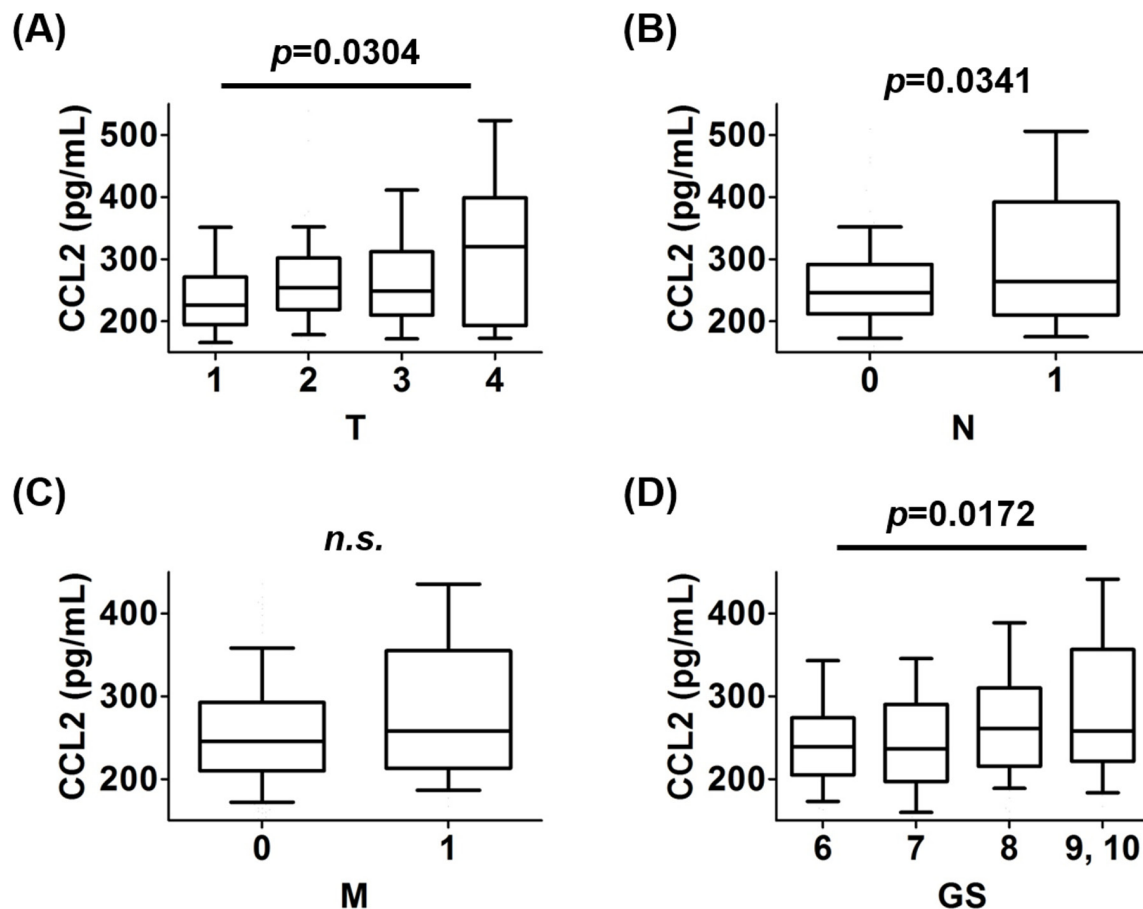 (A)
p=0.0304
CCL2 (pg/mL)
500
400
300
200
1 2 3 4
T
(B)
p=0.0341
CCL2 (pg/mL)
500
400
300
200
0 1
N
(C)
n.s.
CCL2 (pg/mL)
400
300
200
0 1
M
(D)
p=0.0172
CCL2 (pg/mL)
400
300
200
6 7 8 9, 10
GS